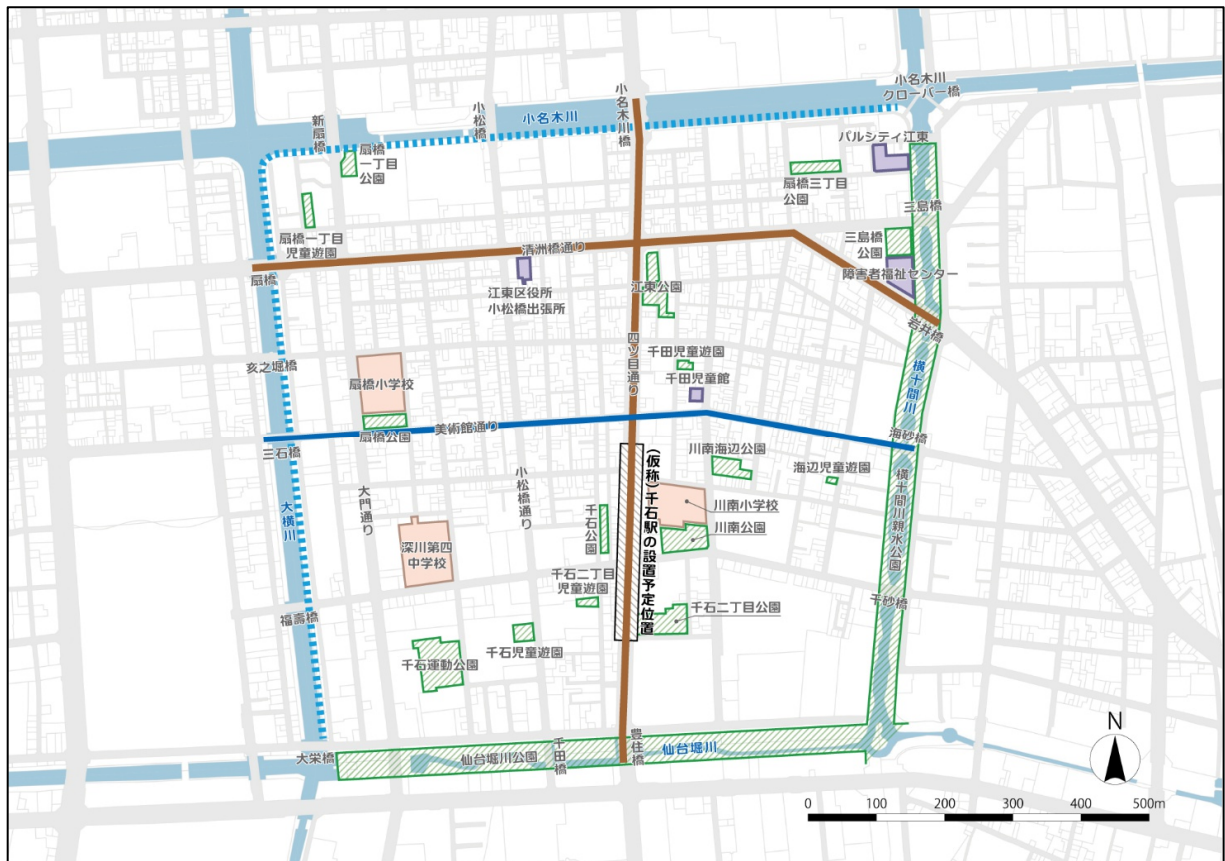 小名木川
クローバー橋
小名木川橋
小松橋
新扇橋
小名木川
パルシティ江東
扇橋
一丁目
公園
扇橋三丁目
公園
三島橋
扇橋一丁目
児童遊園
三島橋
公園
清洲橋通り
障害者福祉センター
扇橋
江東区役所
小松橋出張所
江東公園
岩井橋
四ツ目通り
千田児童遊園
亥之堀橋
千田児童館
扇橋小学校
横十間川
美術館通り
扇橋公園
海砂橋
三石橋
川南海辺公園
海辺児童遊園
(仮称)千石駅の設置予定位置
小松橋通り
大門通り
川南小学校
横十間川親水公園
大横川
千石公園
川南公園
深川第四
中学校
千石二丁目
児童遊園
千砂橋
千石二丁目公園
福壽橋
千石児童遊園
千石運動公園
N
豊住橋
千田橋
仙台堀川
大栄橋
仙台堀川公園
0 100 200 300 400 500m